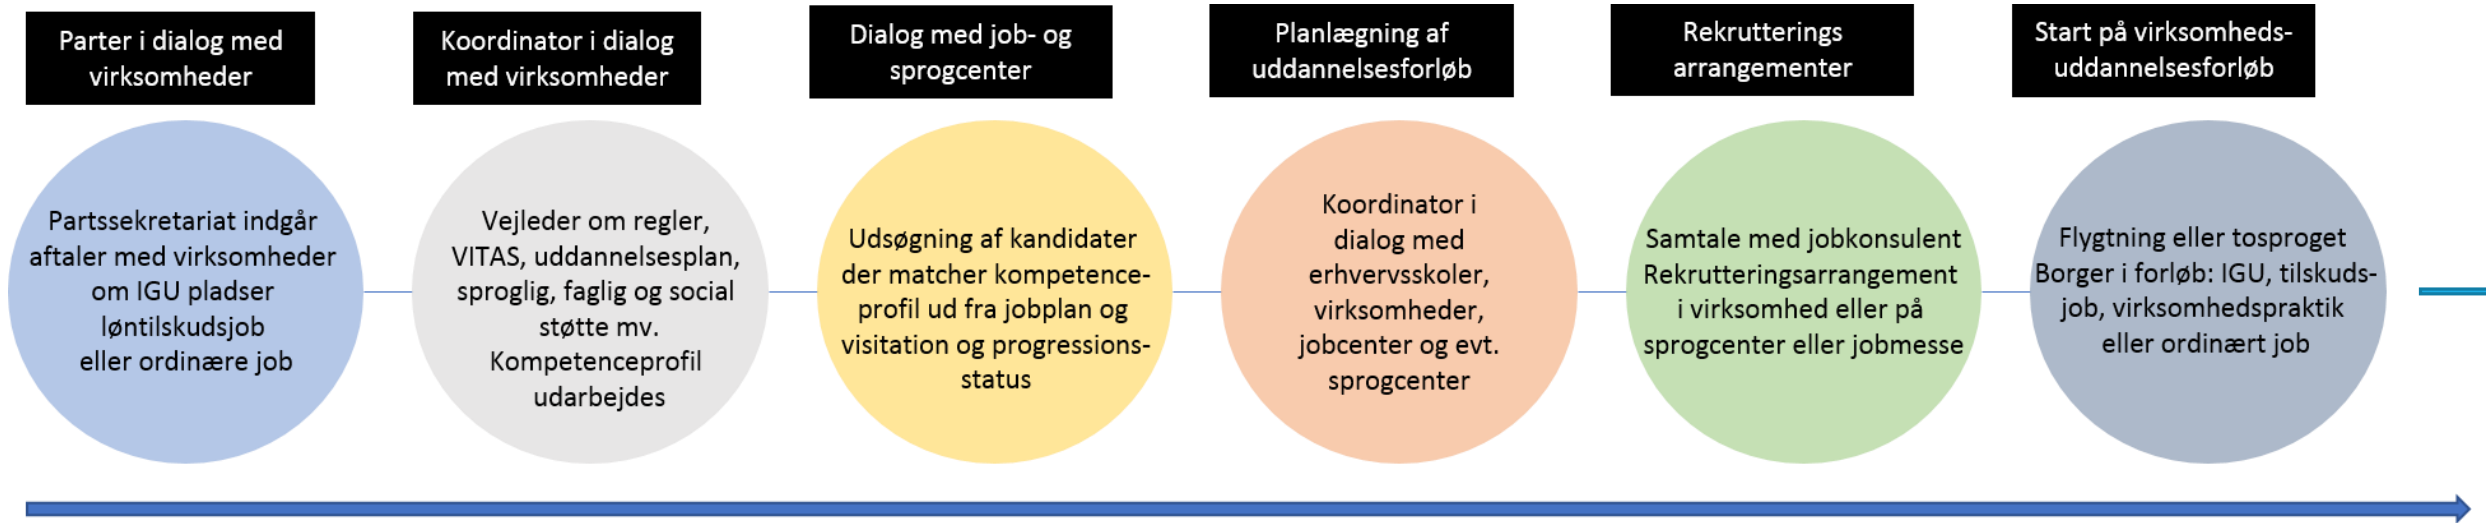 Parter i dialog med
virksomheder
Koordinator i dialog
med virksomheder
Dialog med job- og
sprogcenter
Planlægning af
uddannelsesforløb
Rekrutterings
arrangementer
Start på virksomheds-
uddannelsesforløb
Partssekretariat indgår
aftaler med virksomheder
om IGU pladser
løntilskudsjob
eller ordinære job
Vejleder om regler,
VITAS, uddannelsesplan,
sproglig, faglig og social
støtte mv.
Kompetenceprofil
udarbejdes
Udsøgning af kandidater
der matcher kompetence-
profil ud fra jobplan og
visitation og progressions-
status
Koordinator i
dialog med
erhvervsskoler,
virksomheder,
jobcenter og evt.
sprogcenter
Samtale med jobkonsulent
Rekrutteringsarrangement
i virksomhed eller på
sprogcenter eller jobmesse
Flygtning eller tosproget
Borger i forløb: IGU, tilskuds-
job, virksomhedspraktik
eller ordinært job